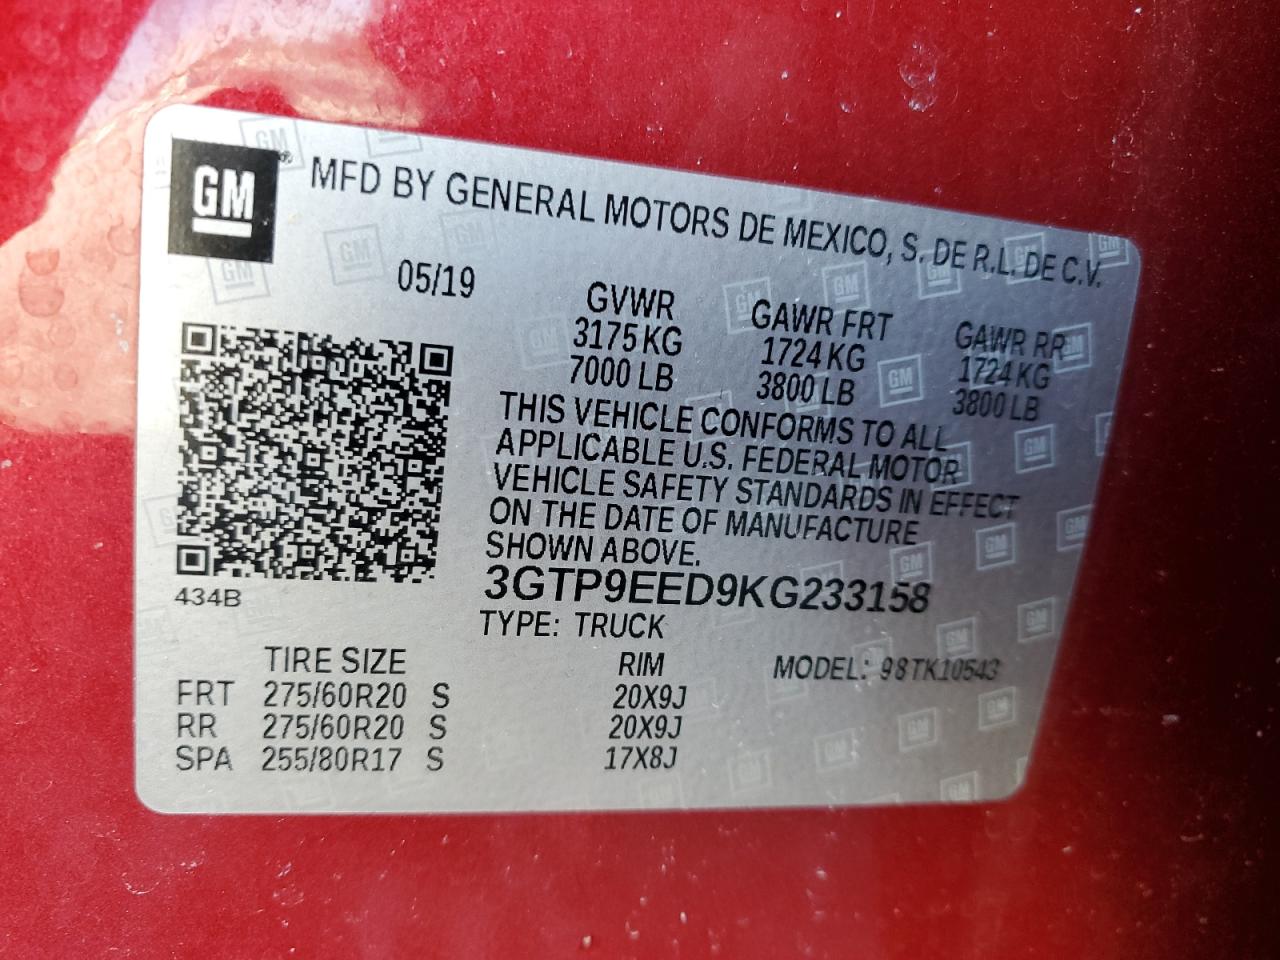 GM ® MFD BY GENERAL MOTORS DE MEXICO, S. DE R.L. DE C.V.
05/19
GVWR GAWR FRT GAWR RR
3175 KG 1724 KG 1724 KG
7000 LB 3800 LB 3800 LB
THIS VEHICLE CONFORMS TO ALL
APPLICABLE U.S. FEDERAL MOTOR
VEHICLE SAFETY STANDARDS IN EFFECT
ON THE DATE OF MANUFACTURE
SHOWN ABOVE.
3GTP9EED9KG233158
434B
TYPE: TRUCK
TIRE SIZE RIM MODEL: 98TK10543
FRT 275/60R20 S 20X9J
RR 275/60R20 S 20X9J
SPA 255/80R17 S 17X8J